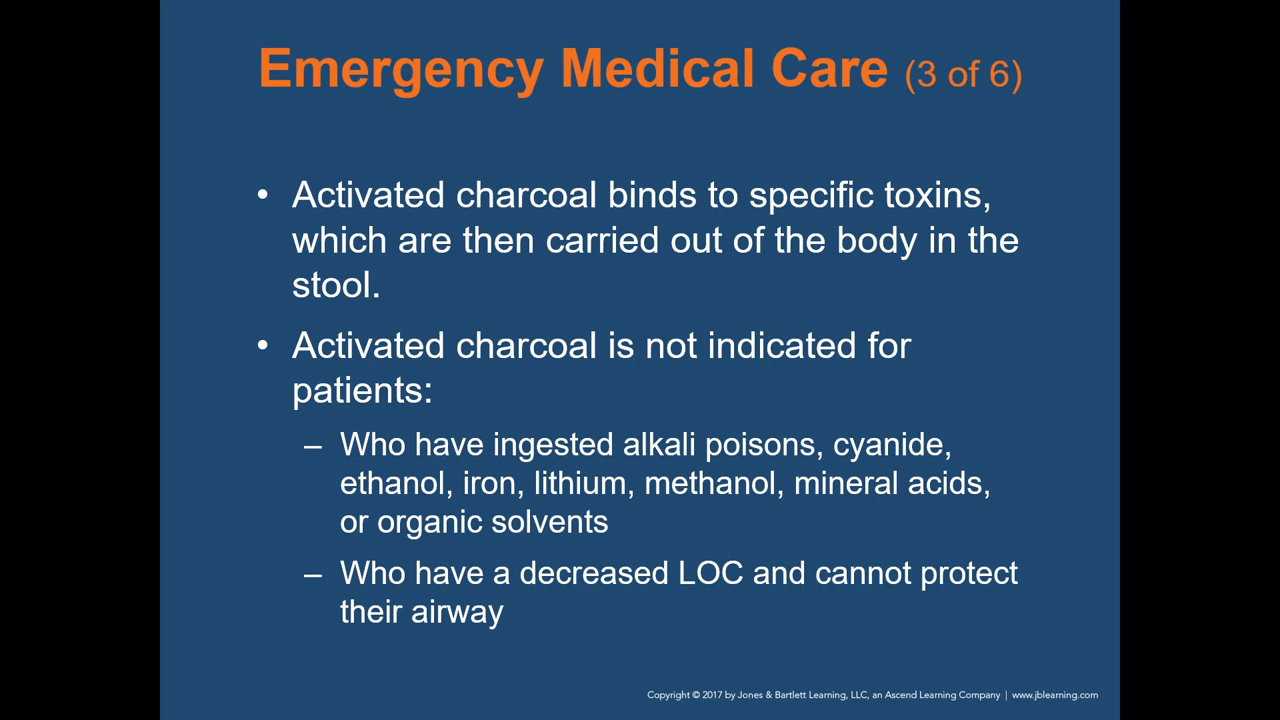 Emergency Medical Care (3 of 6)
• Activated charcoal binds to specific toxins,
which are then carried out of the body in the
stool.
• Activated charcoal is not indicated for
patients:
– Who have ingested alkali poisons, cyanide,
ethanol, iron, lithium, methanol, mineral acids,
or organic solvents
– Who have a decreased LOC and cannot protect
their airway
Copyright © 2017 by Jones & Bartlett Learning, LLC, an Ascend Learning Company | www.jblearning.com